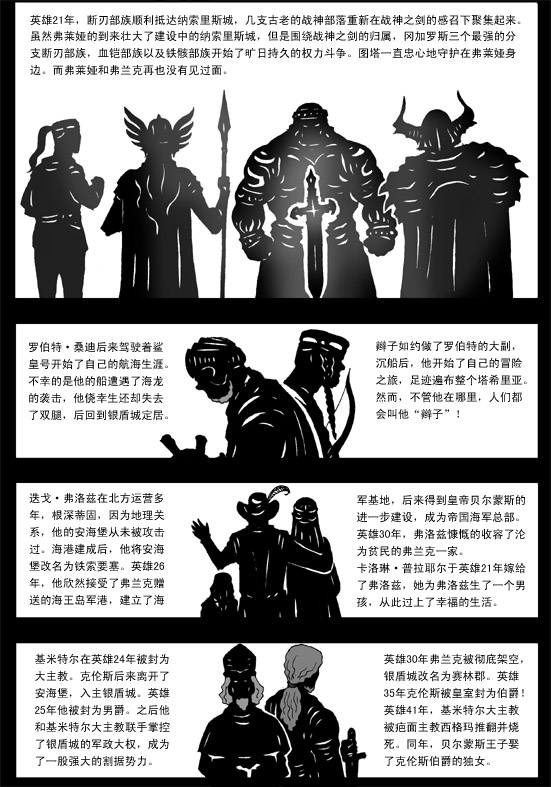 英雄21年，断刃部族顺利抵达纳索里斯城，几支古老的战神部落重新在战神之剑的感召下聚集起来。
虽然弗莱娅的到来壮大了建设中的纳索里斯城，但是围绕战神之剑的归属，冈加罗斯三个最强的分
支断刃部族，血铠部族以及铁骸部族开始了旷日持久的权力斗争。图塔一直忠心地守护在弗莱娅身
边。而弗莱娅和弗兰克再也没有见过面。
罗伯特·桑迪后来驾驶着鲨
皇号开始了自己的航海生涯。
不幸的是他的船遭遇了海龙
的袭击，他侥幸生还却失去
了双腿，后回到银盾城定居。
辫子如约做了罗伯特的大副，
沉船后，他开始了自己的冒险
之旅，足迹遍布整个塔希里亚。
然而，不管他在哪里，人们都
会叫他“辫子”！
迭戈·弗洛兹在北方运营多
年，根深蒂固，因为地理关
系，他的安海堡从未被攻击
过。海港建成后，他将安海
堡改名为铁索要塞。英雄26
年，他欣然接受了弗兰克赠
送的海王岛军港，建立了海
军基地，后来得到皇帝贝尔蒙斯的
进一步建设，成为帝国海军总部。
英雄30年，弗洛兹慷慨的收容了沦
为贫民的弗兰克一家。
卡洛琳·普拉耶尔于英雄21年嫁给
了弗洛兹，她为弗洛兹生了一个男
孩，从此过上了幸福的生活。
基米特尔在英雄24年被封为
大主教。克伦斯后来离开了
安海堡，入主银盾城。英雄
25年他被封为男爵。之后他
和基米特尔大主教联手掌控
了银盾城的军政大权，成为
了一股强大的割据势力。
英雄30年弗兰克被彻底架空，
银盾城改名为赛林郡。英雄
35年克伦斯被皇室封为伯爵！
英雄41年，基米特尔大主教
被疤面主教西格玛推翻并烧
死。同年，贝尔蒙斯王子娶
了克伦斯伯爵的独女。